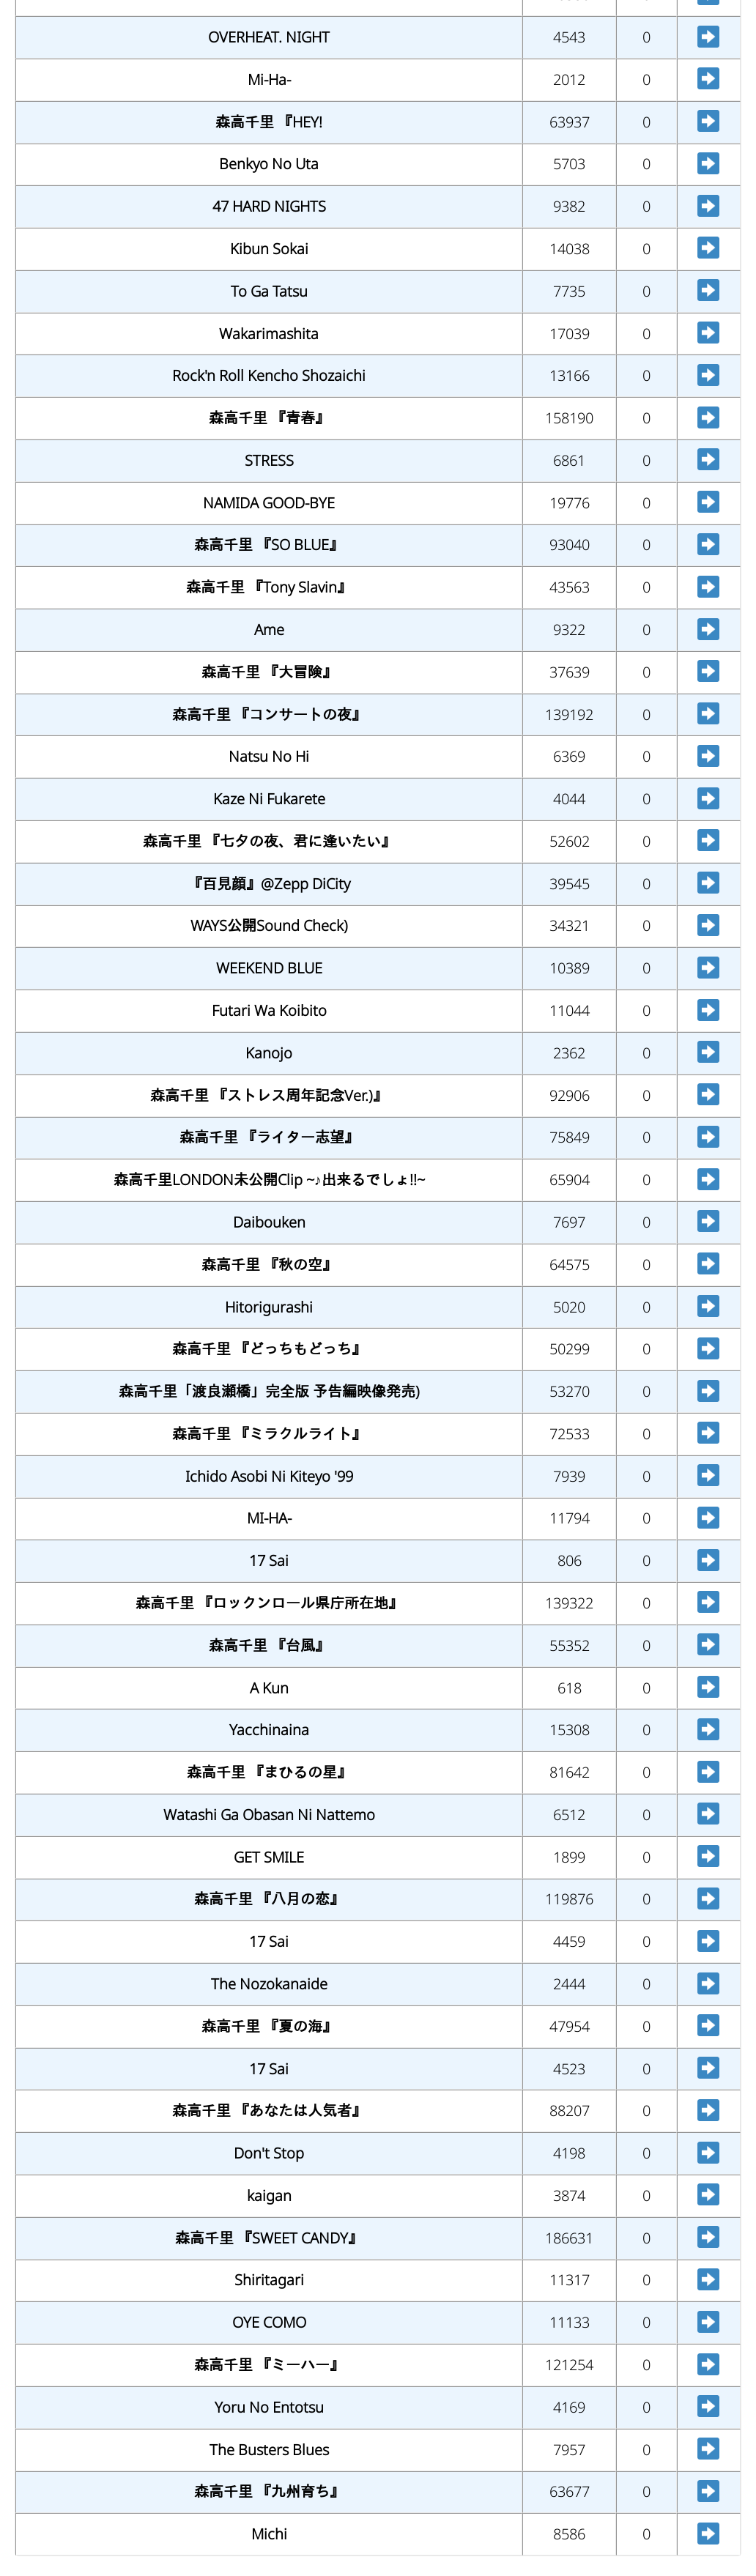 OVERHEAT. NIGHT 4543 0
Mi-Ha- 2012 0
森高千里 『HEY! 63937 0
Benkyo No Uta 5703 0
47 HARD NIGHTS 9382 0
Kibun Sokai 14038 0
To Ga Tatsu 7735 0
Wakarimashita 17039 0
Rock'n Roll Kencho Shozaichi 13166 0
森高千里 『青春』 158190 0
STRESS 6861 0
NAMIDA GOOD-BYE 19776 0
森高千里 『SO BLUE』 93040 0
森高千里 『Tony Slavin』 43563 0
Ame 9322 0
森高千里 『大冒険』 37639 0
森高千里 『コンサートの夜』 139192 0
Natsu No Hi 6369 0
Kaze Ni Fukarete 4044 0
森高千里 『七夕の夜、君に逢いたい』 52602 0
『百見顔』@Zepp DiCity 39545 0
WAYS公開Sound Check) 34321 0
WEEKEND BLUE 10389 0
Futari Wa Koibito 11044 0
Kanojo 2362 0
森高千里 『ストレス周年記念Ver.)』 92906 0
森高千里 『ライター志望』 75849 0
森高千里LONDON未公開Clip ~♪出来るでしょ!!~ 65904 0
Daibouken 7697 0
森高千里 『秋の空』 64575 0
Hitorigurashi 5020 0
森高千里 『どっちもどっち』 50299 0
森高千里「渡良瀬橋」完全版 予告編映像発売) 53270 0
森高千里 『ミラクルライト』 72533 0
Ichido Asobi Ni Kiteyo '99 7939 0
MI-HA- 11794 0
17 Sai 806 0
森高千里 『ロックンロール県庁所在地』 139322 0
森高千里 『台風』 55352 0
A Kun 618 0
Yacchinaina 15308 0
森高千里 『まひるの星』 81642 0
Watashi Ga Obasan Ni Nattemo 6512 0
GET SMILE 1899 0
森高千里 『八月の恋』 119876 0
17 Sai 4459 0
The Nozokanaide 2444 0
森高千里 『夏の海』 47954 0
17 Sai 4523 0
森高千里 『あなたは人気者』 88207 0
Don't Stop 4198 0
kaigan 3874 0
森高千里 『SWEET CANDY』 186631 0
Shiritagari 11317 0
OYE COMO 11133 0
森高千里 『ミーハー』 121254 0
Yoru No Entotsu 4169 0
The Busters Blues 7957 0
森高千里 『九州育ち』 63677 0
Michi 8586 0